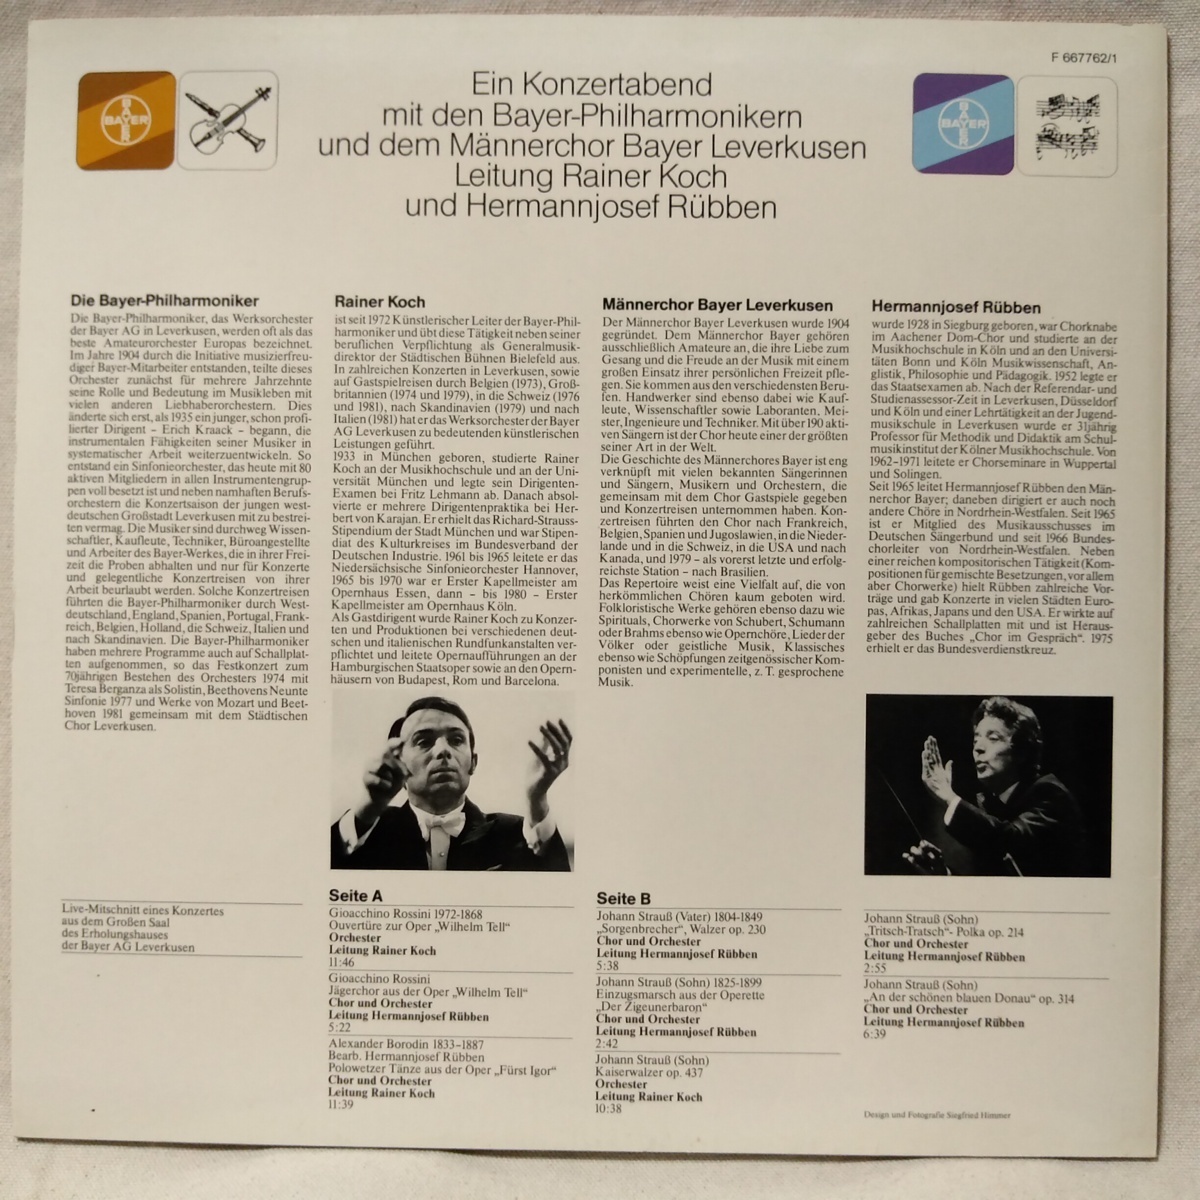 F 667762/1
BAYER
BAYER
BAYER
BAYER
Ein Konzertabend
mit den Bayer-Philharmonikern
und dem Männerchor Bayer Leverkusen
Leitung Rainer Koch
und Hermannjosef Rübben
Die Bayer-Philharmoniker
Die Bayer-Philharmoniker, das Werksorchester
der Bayer AG in Leverkusen, werden oft als das
beste Amateurorchester Europas bezeichnet.
Im Jahre 1904 durch die Initiative musizierfreu-
diger Bayer-Mitarbeiter entstanden, teilte dieses
Orchester zunächst für mehrere Jahrzehnte
seine Rolle und Bedeutung im Musikleben mit
vielen anderen Liebhaberorchestern. Dies
änderte sich erst, als 1935 ein junger, schon profi-
lierter Dirigent – Erich Kraack – begann, die
instrumentalen Fähigkeiten seiner Musiker in
systematischer Arbeit weiterzuentwickeln. So
entstand ein Sinfonieorchester, das heute mit 80
aktiven Mitgliedern in allen Instrumentengrup-
pen voll besetzt ist und neben namhaften Berufs-
orchestern die Konzertsaison der jungen west-
deutschen Großstadt Leverkusen mit zu bestrei-
ten vermag. Die Musiker sind durchweg Wissen-
schaftler, Kaufleute, Techniker, Büroangestellte
und Arbeiter des Bayer-Werkes, die in ihrer Frei-
zeit die Proben abhalten und nur für Konzerte
und gelegentliche Konzertreisen von ihrer
Arbeit beurlaubt werden. Solche Konzertreisen
führten die Bayer-Philharmoniker durch West-
deutschland, England, Spanien, Portugal, Frank-
reich, Belgien, Holland, die Schweiz, Italien und
nach Skandinavien. Die Bayer-Philharmoniker
haben mehrere Programme auch auf Schallplat-
ten aufgenommen, so das Festkonzert zum
70jährigen Bestehen des Orchesters 1974 mit
Teresa Berganza als Solistin, Beethovens Neunte
Sinfonie 1977 und Werke von Mozart und Beet-
hoven 1981 gemeinsam mit dem Städtischen
Chor Leverkusen.
Rainer Koch
ist seit 1972 Künstlerischer Leiter der Bayer-Phil-
harmoniker und übt diese Tätigkeit neben seiner
beruflichen Verpflichtung als Generalmusik-
direktor der Städtischen Bühnen Bielefeld aus.
In zahlreichen Konzerten in Leverkusen, sowie
auf Gastspielreisen durch Belgien (1973), Groß-
britannien (1974 und 1979), in die Schweiz (1976
und 1981), nach Skandinavien (1979) und nach
Italien (1981) hat er das Werksorchester der Bayer
AG Leverkusen zu bedeutenden künstlerischen
Leistungen geführt.
1933 in München geboren, studierte Rainer
Koch an der Musikhochschule und an der Uni-
versität München und legte sein Dirigenten-
Examen bei Fritz Lehmann ab. Danach absol-
vierte er mehrere Dirigentenpraktika bei Her-
bert von Karajan. Er erhielt das Richard-Strauss-
Stipendium der Stadt München und war Stipen-
diat des Kulturkreises im Bundesverband der
Deutschen Industrie. 1961 bis 1965 leitete er das
Niedersächsische Sinfonieorchester Hannover,
1965 bis 1970 war er Erster Kapellmeister am
Opernhaus Essen, dann – bis 1980 – Erster
Kapellmeister am Opernhaus Köln.
Als Gastdirigent wurde Rainer Koch zu Konzer-
ten und Produktionen bei verschiedenen deut-
schen und italienischen Rundfunkanstalten ver-
pflichtet und leitete Opernaufführungen an der
Hamburgischen Staatsoper sowie an den Opern-
häusern von Budapest, Rom und Barcelona.
Männerchor Bayer Leverkusen
Der Männerchor Bayer Leverkusen wurde 1904
gegründet. Dem Männerchor Bayer gehören
ausschließlich Amateure an, die ihre Liebe zum
Gesang und die Freude an der Musik mit einem
großen Einsatz ihrer persönlichen Freizeit pfle-
gen. Sie kommen aus den verschiedensten Beru-
fen. Handwerker sind ebenso dabei wie Kauf-
leute, Wissenschaftler sowie Laboranten, Mei-
ster, Ingenieure und Techniker. Mit über 190 akti-
ven Sängern ist der Chor heute einer der größten
seiner Art in der Welt.
Die Geschichte des Männerchores Bayer ist eng
verknüpft mit vielen bekannten Sängerinnen
und Sängern, Musikern und Orchestern, die
gemeinsam mit dem Chor Gastspiele gegeben
und Konzertreisen unternommen haben. Kon-
zertreisen führten den Chor nach Frankreich,
Belgien, Spanien und Jugoslawien, in die Nieder-
lande und in die Schweiz, in die USA und nach
Kanada, und 1979 – als vorerst letzte und erfolg-
reichste Station – nach Brasilien.
Das Repertoire weist eine Vielfalt auf, die von
herkömmlichen Chören kaum geboten wird.
Folkloristische Werke gehören ebenso dazu wie
Spirituals, Chorwerke von Schubert, Schumann
oder Brahms ebenso wie Opernchöre, Lieder der
Völker oder geistliche Musik, Klassisches
ebenso wie Schöpfungen zeitgenössischer Kom-
ponisten und experimentelle, z. T. gesprochene
Musik.
Hermannjosef Rübben
wurde 1928 in Siegburg geboren, war Chorknabe
im Aachener Dom-Chor und studierte an der
Musikhochschule in Köln und an den Universi-
täten Bonn und Köln Musikwissenschaft, An-
glistik, Philosophie und Pädagogik. 1952 legte er
das Staatsexamen ab. Nach der Referendar- und
Studienassessor-Zeit in Leverkusen, Düsseldorf
und Köln und einer Lehrtätigkeit an der Jugend-
musikschule in Leverkusen wurde er 31jährig
Professor für Methodik und Didaktik am Schul-
musikinstitut der Kölner Musikhochschule. Von
1962–1971 leitete er Chorseminare in Wuppertal
und Solingen.
Seit 1965 leitet Hermannjosef Rübben den Män-
nerchor Bayer; daneben dirigiert er auch noch
andere Chöre in Nordrhein-Westfalen. Seit 1965
ist er Mitglied des Musikausschusses im
Deutschen Sängerbund und seit 1966 Bundes-
chorleiter von Nordrhein-Westfalen. Neben
einer reichen kompositorischen Tätigkeit (Kom-
positionen für gemischte Besetzungen, vor allem
aber Chorwerke) hielt Rübben zahlreiche Vor-
träge und gab Konzerte in vielen Städten Euro-
pas, Afrikas, Japans und den USA. Er wirkte auf
zahlreichen Schallplatten mit und ist Heraus-
geber des Buches „Chor im Gespräch“. 1975
erhielt er das Bundesverdienstkreuz.
Live-Mitschnitt eines Konzertes
aus dem Großen Saal
des Erholungshauses
der Bayer AG Leverkusen
Seite A
Gioacchino Rossini 1972-1868
Ouvertüre zur Oper „Wilhelm Tell“
Orchester
Leitung Rainer Koch
11:46
Gioacchino Rossini
Jägerchor aus der Oper „Wilhelm Tell“
Chor und Orchester
Leitung Hermannjosef Rübben
5:22
Alexander Borodin 1833–1887
Bearb. Hermannjosef Rübben
Polowetzer Tänze aus der Oper „Fürst Igor“
Chor und Orchester
Leitung Rainer Koch
11:39
Seite B
Johann Strauß (Vater) 1804-1849
„Sorgenbrecher“, Walzer op. 230
Chor und Orchester
Leitung Hermannjosef Rübben
5:38
Johann Strauß (Sohn) 1825-1899
Einzugsmarsch aus der Operette
„Der Zigeunerbaron“
Chor und Orchester
Leitung Hermannjosef Rübben
2:42
Johann Strauß (Sohn)
Kaiserwalzer op. 437
Orchester
Leitung Rainer Koch
10:38
Johann Strauß (Sohn)
„Tritsch-Tratsch“- Polka op. 214
Chor und Orchester
Leitung Hermannjosef Rübben
2:55
Johann Strauß (Sohn)
„An der schönen blauen Donau“ op. 314
Chor und Orchester
Leitung Hermannjosef Rübben
6:39
Design und Fotografie Siegfried Himmer